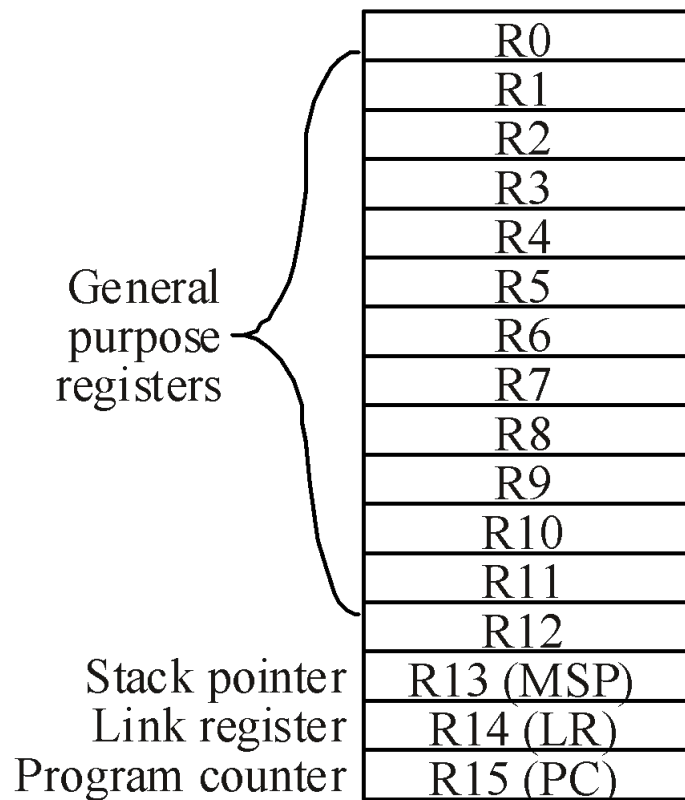 R0
R1
R2
R3
R4
R5
R6
R7
R8
R9
R10
R11
R12
General
purpose
registers
Stack pointer R13 (MSP)
Link register R14 (LR)
Program counter R15 (PC)